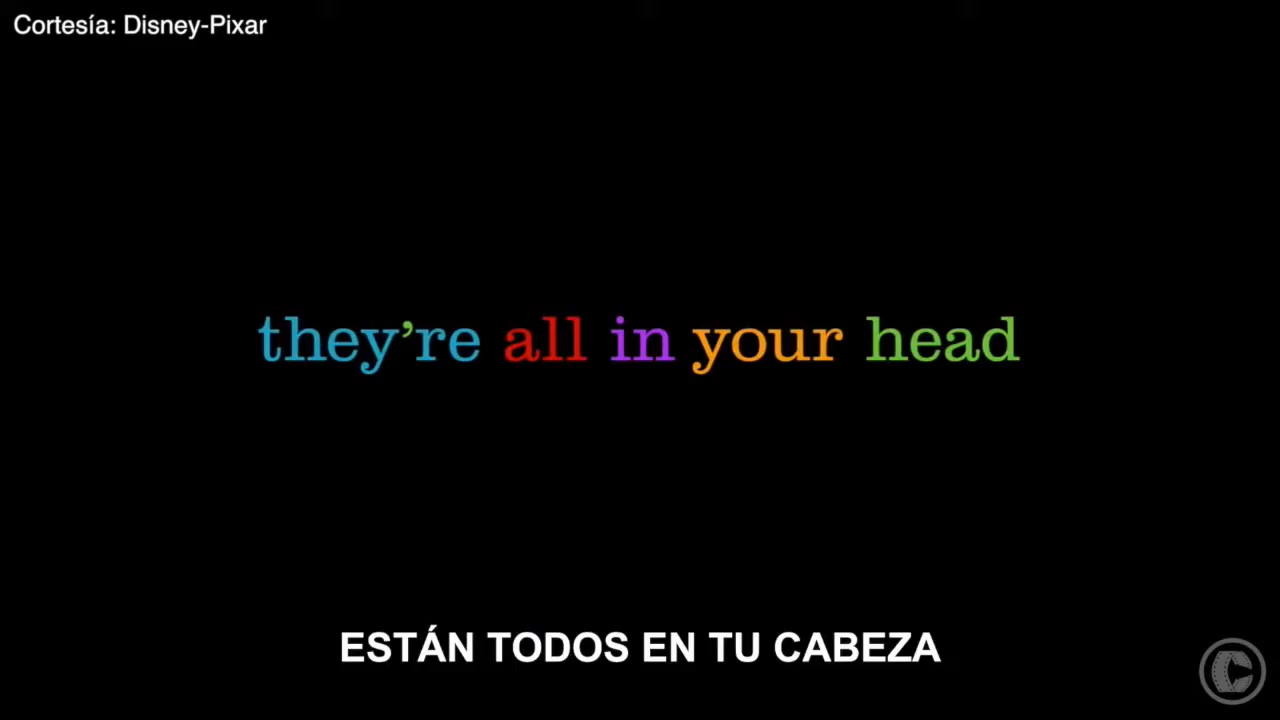 Cortesía: Disney-Pixar
they’re all in your head
ESTÁN TODOS EN TU CABEZA